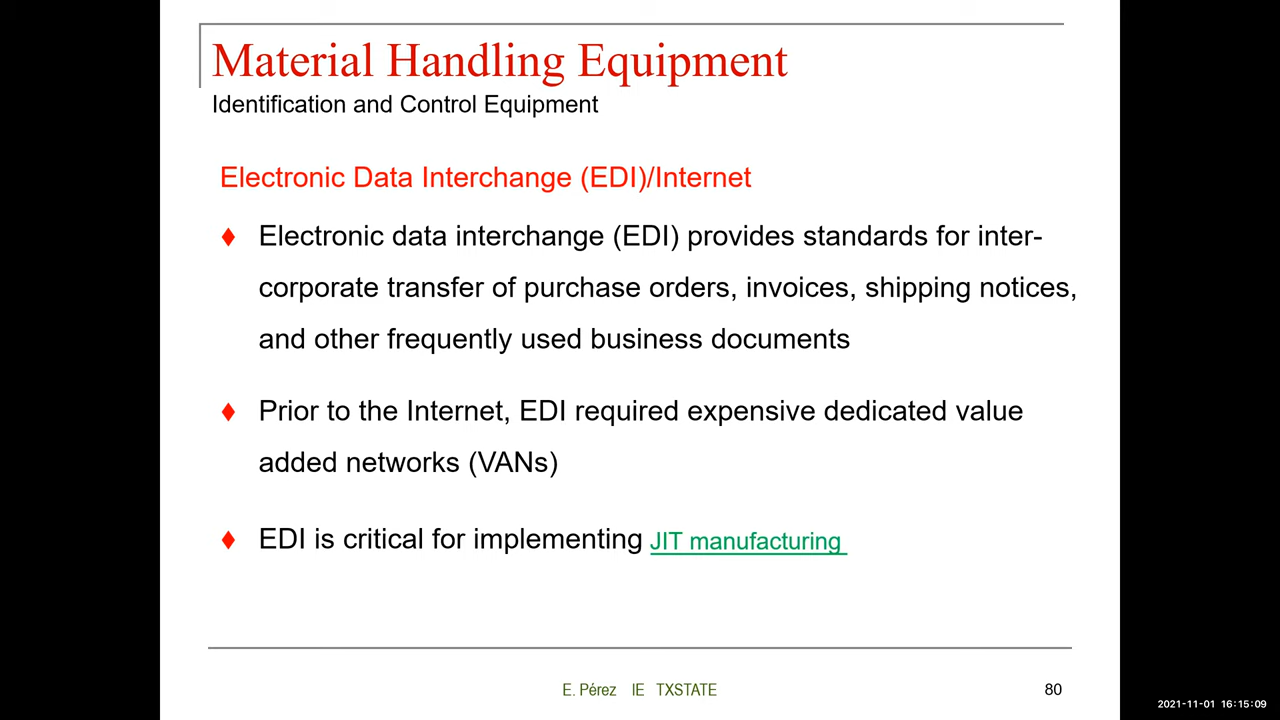 Material Handling Equipment
Identification and Control Equipment
Electronic Data Interchange (EDI)/Internet
Electronic data interchange (EDI) provides standards for inter-
corporate transfer of purchase orders, invoices, shipping notices,
and other frequently used business documents
Prior to the Internet, EDI required expensive dedicated value
added networks (VANs)
EDI is critical for implementing JIT manufacturing
E. Pérez IE TXSTATE
80
2021-11-01 16:15:09